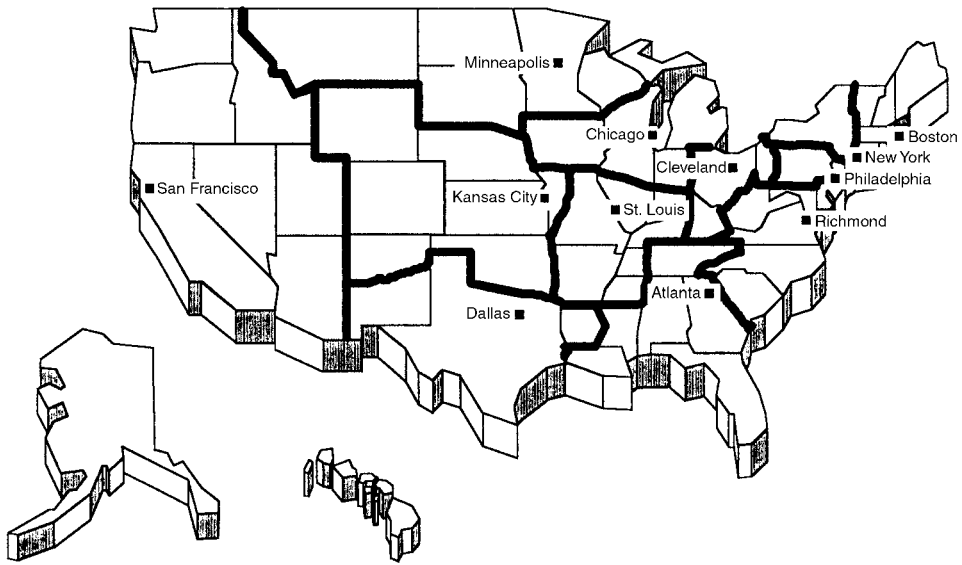 Minneapolis
Chicago
Boston
Cleveland
New York
Philadelphia
San Francisco
Kansas City
St. Louis
Richmond
Atlanta
Dallas